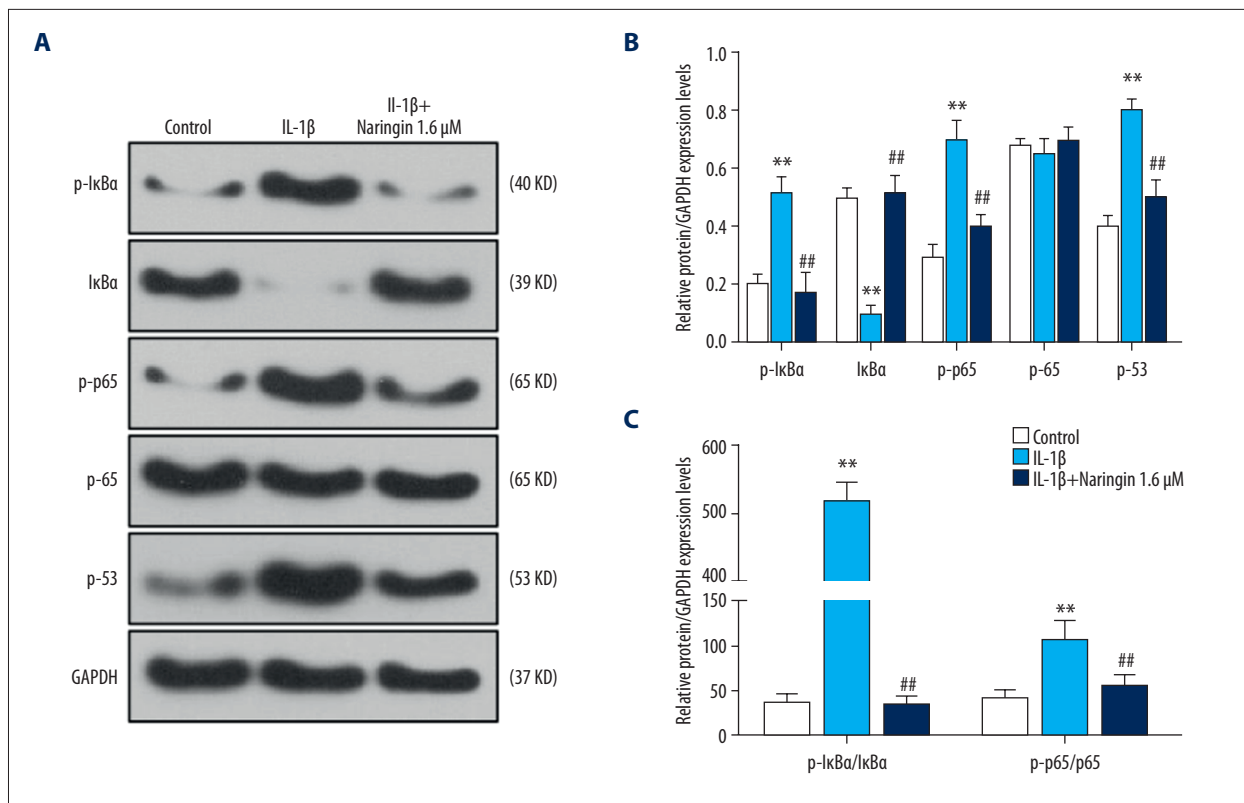 A
Control
IL-1β
Il-1β+
Naringin 1.6 μM
p-IκBα
(40 KD)
IκBα
(39 KD)
p-p65
(65 KD)
p-65
(65 KD)
p-53
(53 KD)
GAPDH
(37 KD)
B
Relative protein/GAPDH expression levels
1.0
0.8
0.6
0.4
0.2
0.0
**
##
**
##
**
##
**
##
p-IκBα
IκBα
p-p65
p-65
p-53
C
Relative protein/GAPDH expression levels
600
500
400
150
100
50
0
**
##
**
##
p-IκBα/IκBα
p-p65/p65
Control
IL-1β
IL-1β+Naringin 1.6 μM